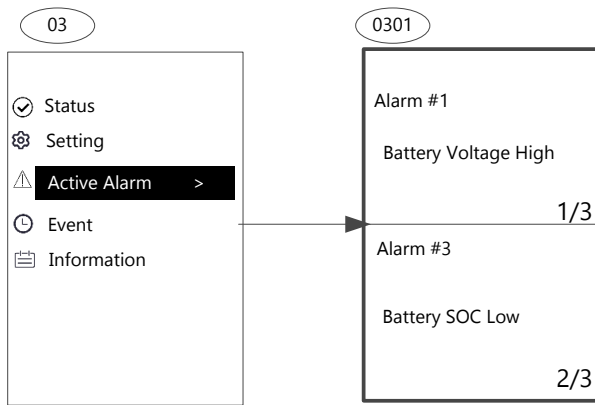 03
Status
Setting
Active Alarm >
Event
Information
0301
Alarm #1
Battery Voltage High
1/3
Alarm #3
Battery SOC Low
2/3